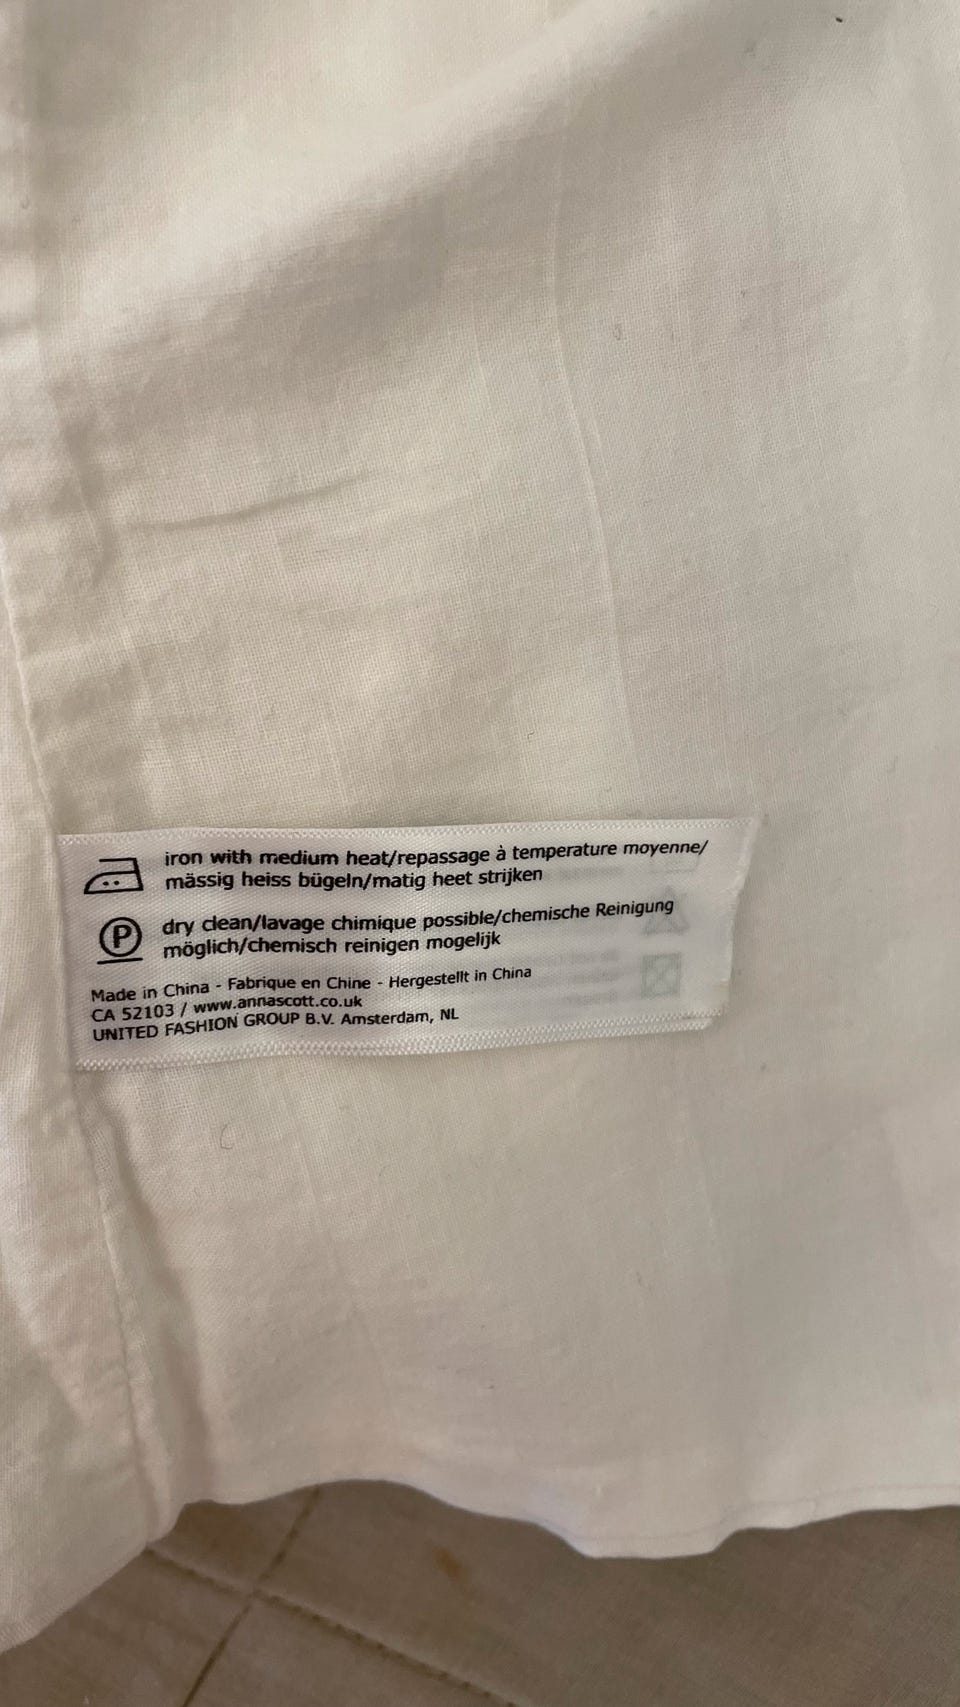 iron with medium heat/repassage à temperature moyenne/
mässig heiss bügeln/matig heet strijken
P
dry clean/lavage chimique possible/chemische Reinigung
möglich/chemisch reinigen mogelijk
Made in China - Fabrique en Chine - Hergestellt in China
CA 52103 / www.annascott.co.uk
UNITED FASHION GROUP B.V. Amsterdam, NL